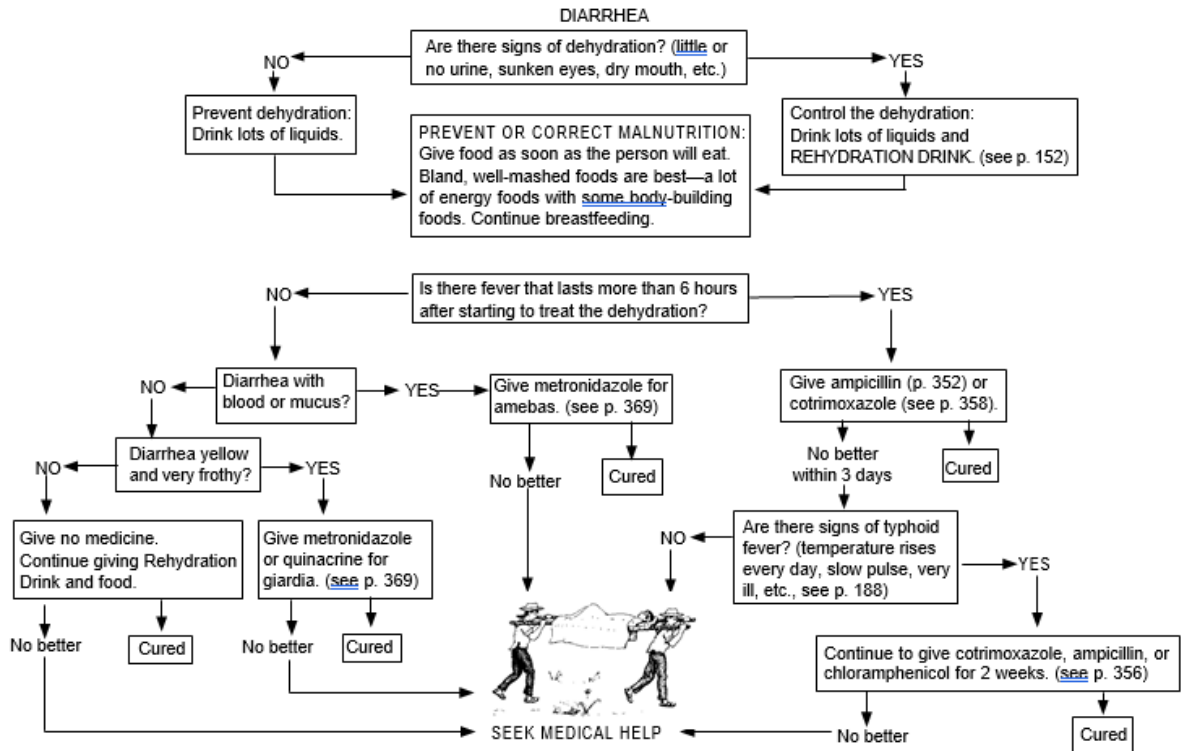 DIARRHEA
Are there signs of dehydration? (little or
no urine, sunken eyes, dry mouth, etc.)
NO
YES
Prevent dehydration:
Drink lots of liquids.
Control the dehydration:
Drink lots of liquids and
REHYDRATION DRINK. (see p. 152)
PREVENT OR CORRECT MALNUTRITION:
Give food as soon as the person will eat.
Bland, well-mashed foods are best—a lot
of energy foods with some body-building
foods. Continue breastfeeding.
Is there fever that lasts more than 6 hours
after starting to treat the dehydration?
NO
YES
Diarrhea with
blood or mucus?
NO
YES
Give metronidazole for
amebas. (see p. 369)
No better
Cured
Give ampicillin (p. 352) or
cotrimoxazole (see p. 358).
No better
within 3 days
Cured
Diarrhea yellow
and very frothy?
NO
YES
Give no medicine.
Continue giving Rehydration
Drink and food.
No better
Cured
Give metronidazole
or quinacrine for
giardia. (see p. 369)
No better
Cured
Are there signs of typhoid
fever? (temperature rises
every day, slow pulse, very
ill, etc., see p. 188)
NO
YES
Continue to give cotrimoxazole, ampicillin, or
chloramphenicol for 2 weeks. (see p. 356)
No better
Cured
SEEK MEDICAL HELP